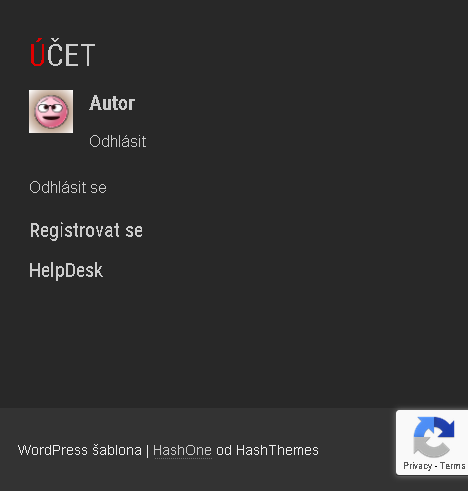 ÚČET
Autor
Odhlásit
Odhlásit se
Registrovat se
HelpDesk
WordPress šablona | HashOne od HashThemes
Privacy - Terms